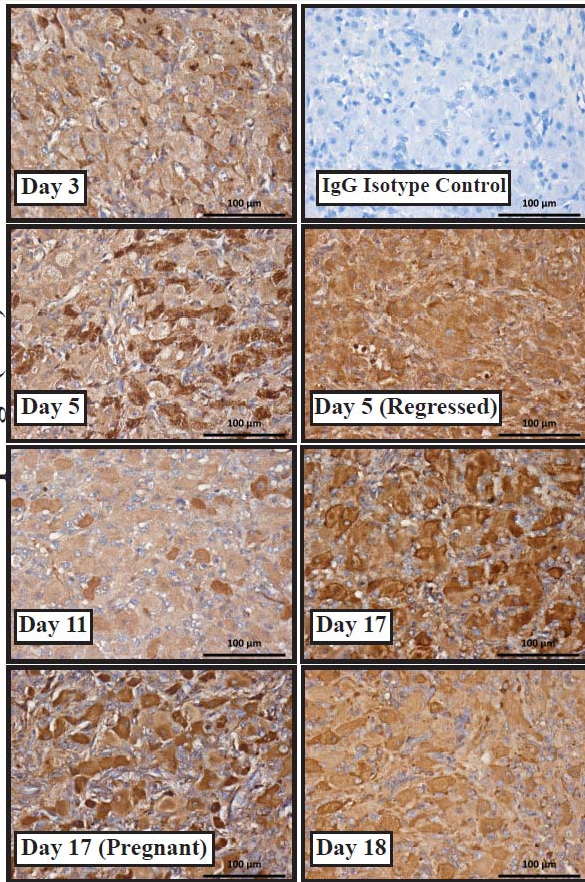 Day 3
100 µm
IgG Isotype Control
100 µm
Day 5
100 µm
Day 5 (Regressed)
100 µm
Day 11
100 µm
Day 17
100 µm
Day 17 (Pregnant)
100 µm
Day 18
100 µm